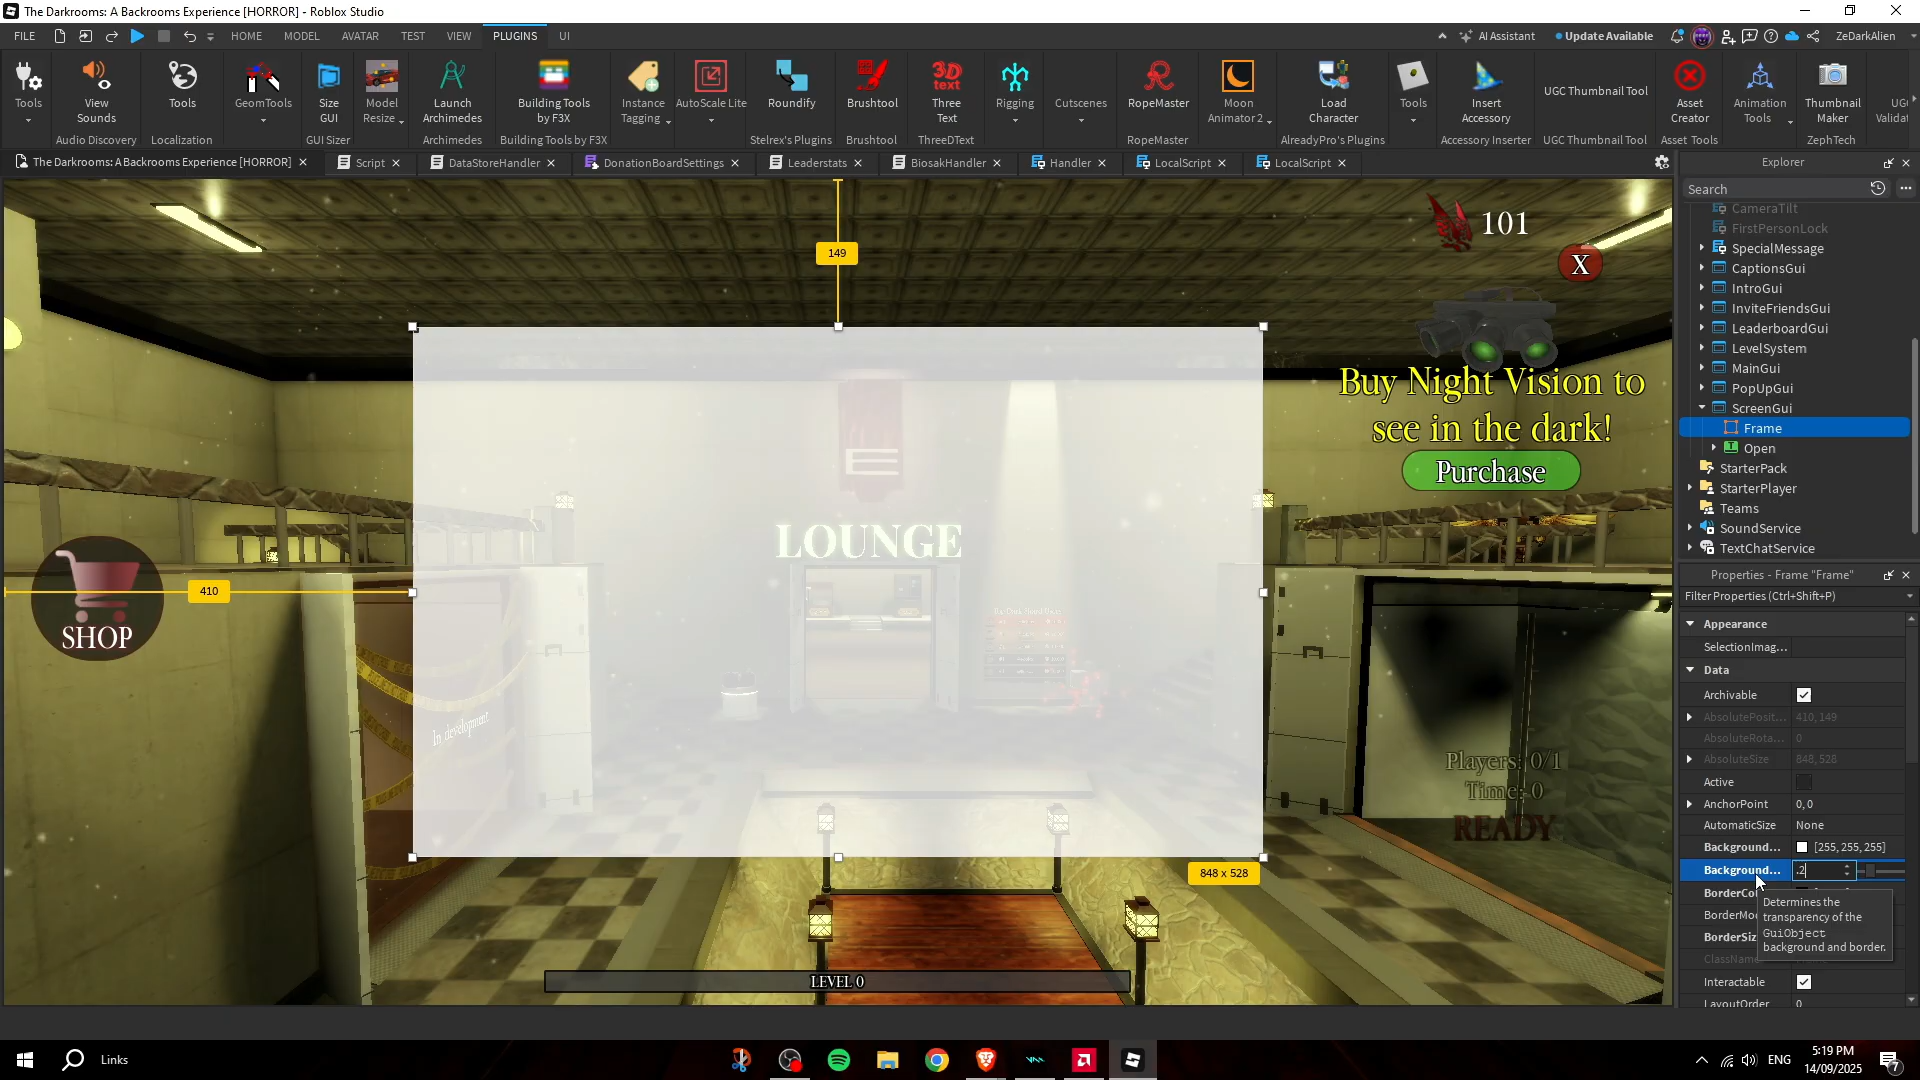 The Darkrooms: A Backrooms Experience [HORROR] - Roblox Studio
FILE HOME MODEL AVATAR TEST VIEW PLUGINS UI AI Assistant Update Available ZeDarkAlien
Tools
View Sounds
Tools
GeomTools
Size GUI
Model Resize
Launch Archimedes
Building Tools by F3X
Instance Tagging
AutoScale Lite
Roundify
Brushtool
3D text
Three Text
Rigging
Cutscenes
RopeMaster
Moon Animator 2
Load Character
Tools
Insert Accessory
UGC Thumbnail Tool
Asset Creator
Animation Tools
Thumbnail Maker
UGC Validat
Audio Discovery Localization GUI Sizer Archimedes Building Tools by F3X Stelrex's Plugins Brushtool ThreeDText RopeMaster AlreadyPro's Plugins Accessory Inserter UGC Thumbnail Tool Asset Tools ZephTech
The Darkrooms: A Backrooms Experience [HORROR] Script DataStoreHandler DonationBoardSettings Leaderstats BiosakHandler Handler LocalScript LocalScript
Explorer
Search
CameraTilt
FirstPersonLock
SpecialMessage
CaptionsGui
IntroGui
InviteFriendsGui
LeaderboardGui
LevelSystem
MainGui
PopUpGui
ScreenGui
Frame
Open
StarterPack
StarterPlayer
Teams
SoundService
TextChatService
149
101
X
Buy Night Vision to
see in the dark!
Purchase
LOUNGE
410
SHOP
In development
Players: 0/1
Time: 0
READY
848 x 528
LEVEL 0
Properties - Frame "Frame"
Filter Properties (Ctrl+Shift+P)
Appearance
SelectionImag...
Data
Archivable
AbsolutePosit... 410, 149
AbsoluteRota... 0
AbsoluteSize 848, 528
Active
AnchorPoint 0, 0
AutomaticSize None
Background... [255, 255, 255]
Background... .2
BorderCo
BorderMo
BorderSiz
ClassName
Determines the
transparency of the
GuiObject
background and border.
Interactable
LayoutOrder 0
Links
ENG
5:19 PM
14/09/2025
7